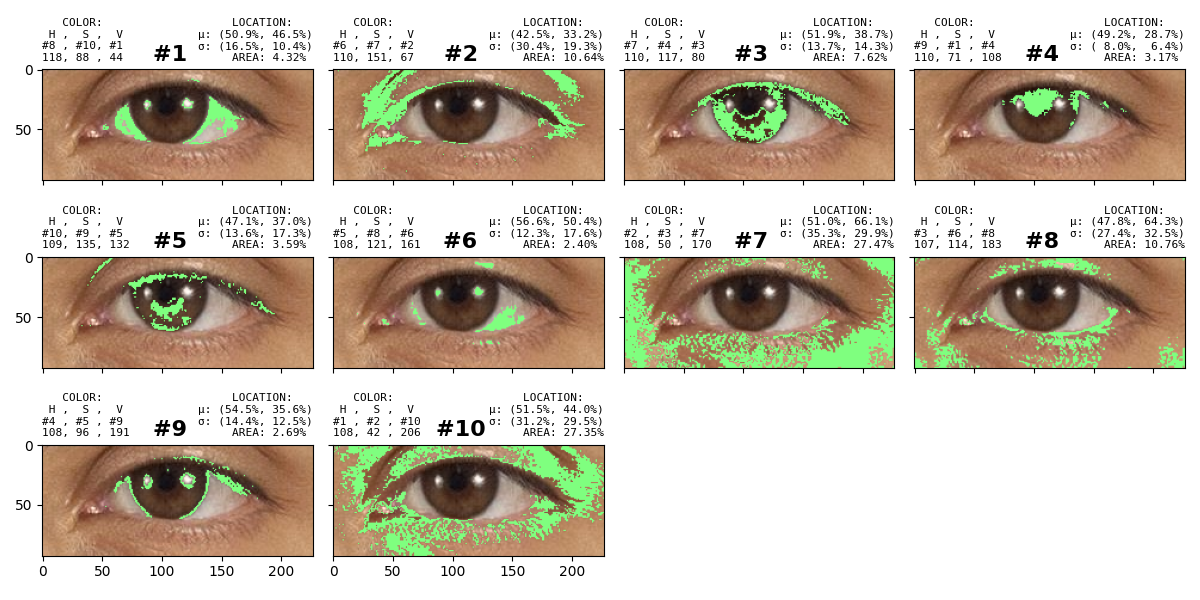 COLOR: LOCATION:
H , S , V μ: (50.9%, 46.5%)
#8 , #10, #1 #1 σ: (16.5%, 10.4%)
118, 88 , 44 AREA: 4.32%
COLOR: LOCATION:
H , S , V μ: (42.5%, 33.2%)
#6 , #7 , #2 #2 σ: (30.4%, 19.3%)
110, 151, 67 AREA: 10.64%
COLOR: LOCATION:
H , S , V μ: (51.9%, 38.7%)
#7 , #4 , #3 #3 σ: (13.7%, 14.3%)
110, 117, 80 AREA: 7.62%
COLOR: LOCATION:
H , S , V μ: (49.2%, 28.7%)
#9 , #1 , #4 #4 σ: ( 8.0%, 6.4%)
110, 71 , 108 AREA: 3.17%
0
50
COLOR: LOCATION:
H , S , V μ: (47.1%, 37.0%)
#10, #9 , #5 #5 σ: (13.6%, 17.3%)
109, 135, 132 AREA: 3.59%
COLOR: LOCATION:
H , S , V μ: (56.6%, 50.4%)
#5 , #8 , #6 #6 σ: (12.3%, 17.6%)
108, 121, 161 AREA: 2.40%
COLOR: LOCATION:
H , S , V μ: (51.0%, 66.1%)
#2 , #3 , #7 #7 σ: (35.3%, 29.9%)
108, 50 , 170 AREA: 27.47%
COLOR: LOCATION:
H , S , V μ: (47.8%, 64.3%)
#3 , #6 , #8 #8 σ: (27.4%, 32.5%)
107, 114, 183 AREA: 10.76%
0
50
COLOR: LOCATION:
H , S , V μ: (54.5%, 35.6%)
#4 , #5 , #9 #9 σ: (14.4%, 12.5%)
108, 96 , 191 AREA: 2.69%
COLOR: LOCATION:
H , S , V μ: (51.5%, 44.0%)
#1 , #2 , #10 #10 σ: (31.2%, 29.5%)
108, 42 , 206 AREA: 27.35%
0
50
0 50 100 150 200
0 50 100 150 200